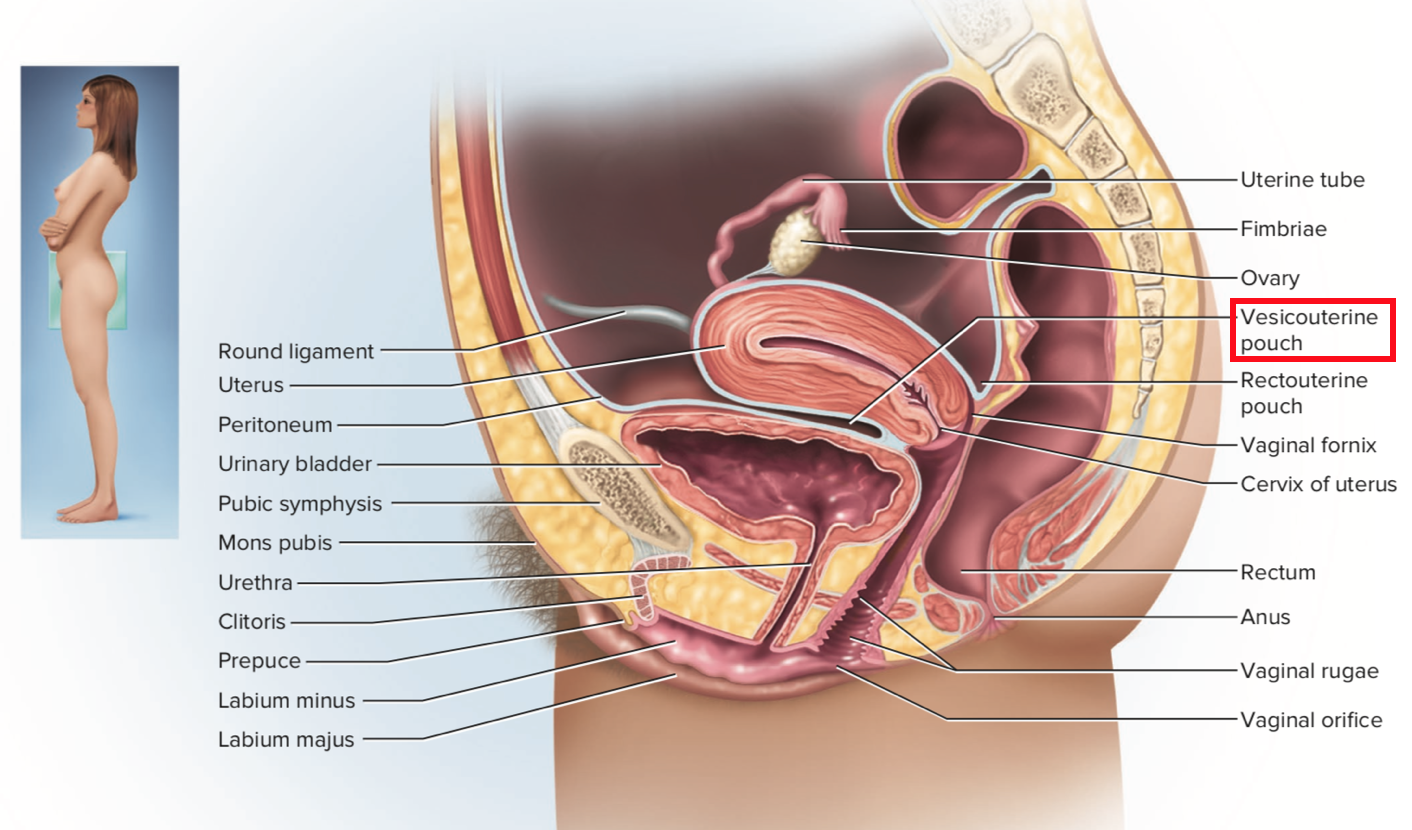 Round ligament
Uterus
Peritoneum
Urinary bladder
Pubic symphysis
Mons pubis
Urethra
Clitoris
Prepuce
Labium minus
Labium majus
Uterine tube
Fimbriae
Ovary
Vesicouterine
pouch
Rectouterine
pouch
Vaginal fornix
Cervix of uterus
Rectum
Anus
Vaginal rugae
Vaginal orifice